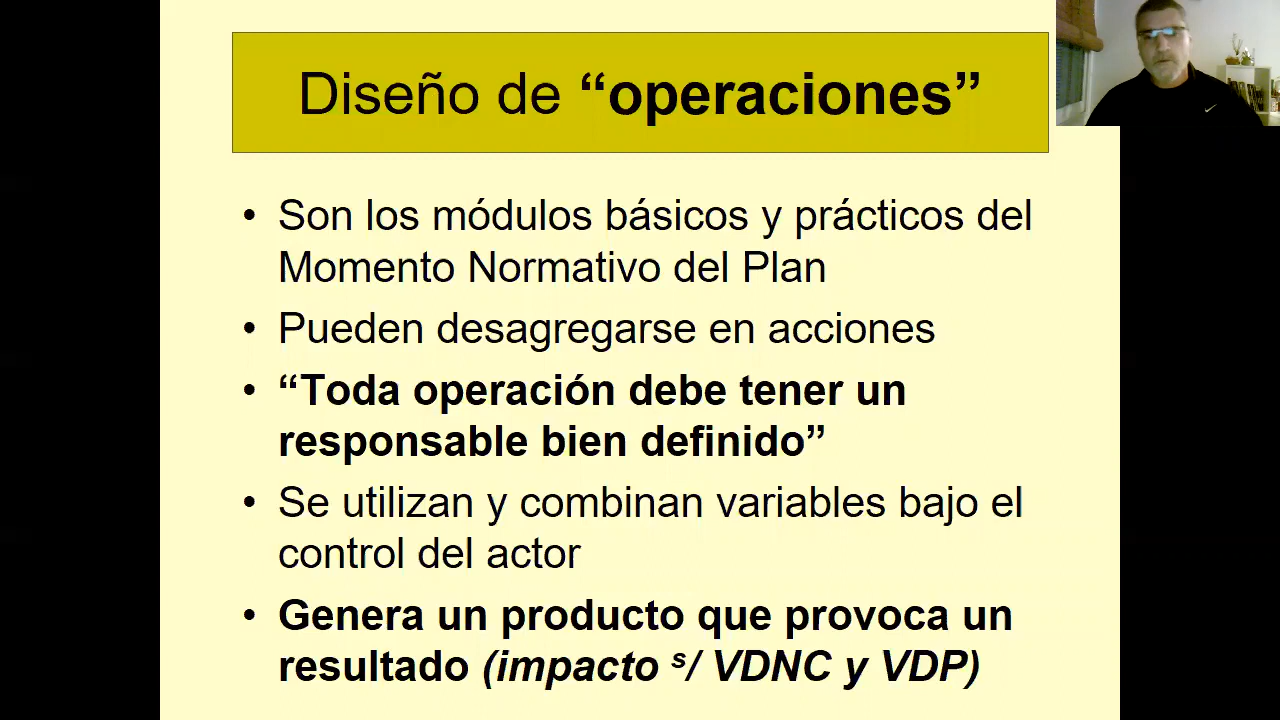 Diseño de “operaciones”
• Son los módulos básicos y prácticos del
Momento Normativo del Plan
• Pueden desagregarse en acciones
• “Toda operación debe tener un
responsable bien definido”
• Se utilizan y combinan variables bajo el
control del actor
• Genera un producto que provoca un
resultado (impacto s/ VDNC y VDP)